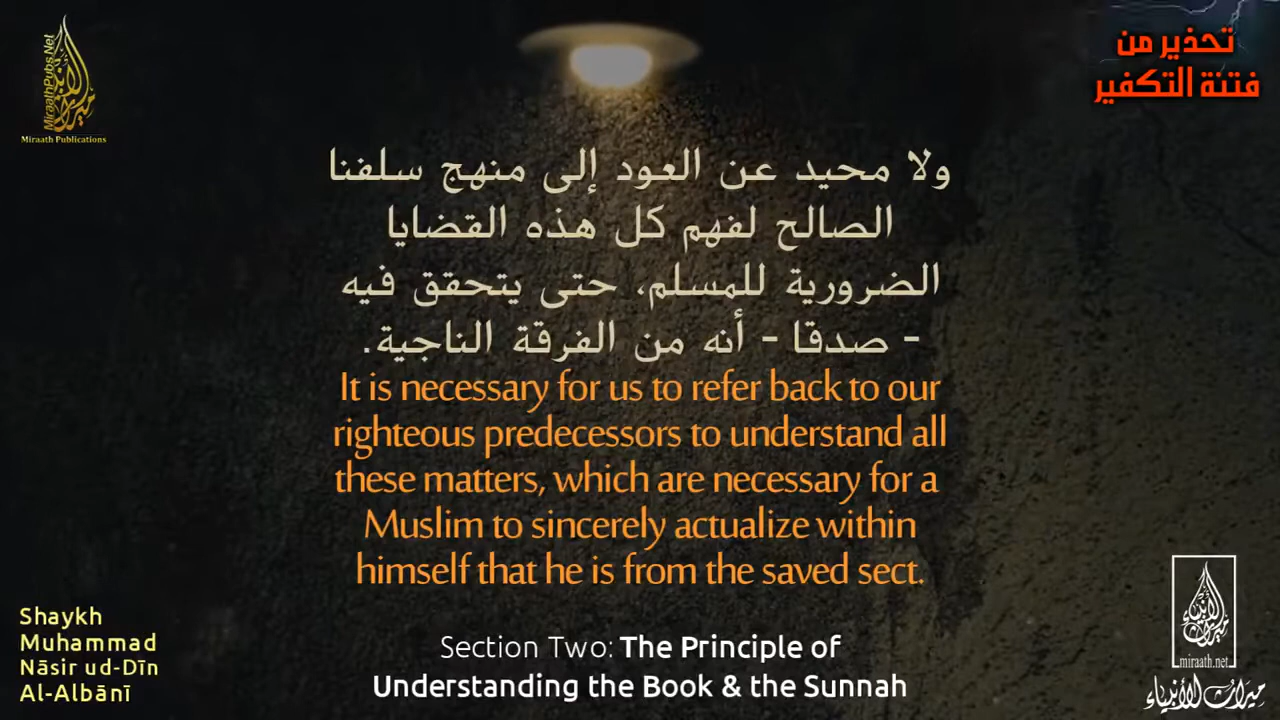 MiraathPubs.Net
Miraath Publications
تحذير من
فتنة التكفير
ولا محيد عن العود إلى منهج سلفنا
الصالح لفهم كل هذه القضايا
الضرورية للمسلم، حتى يتحقق فيه
- صدقا - أنه من الفرقة الناجية.
It is necessary for us to refer back to our
righteous predecessors to understand all
these matters, which are necessary for a
Muslim to sincerely actualize within
himself that he is from the saved sect.
Shaykh
Muhammad
Nāsir ud-Dīn
Al-Albānī
Section Two: The Principle of
Understanding the Book & the Sunnah
miraath.net
ميراث الأنبياء